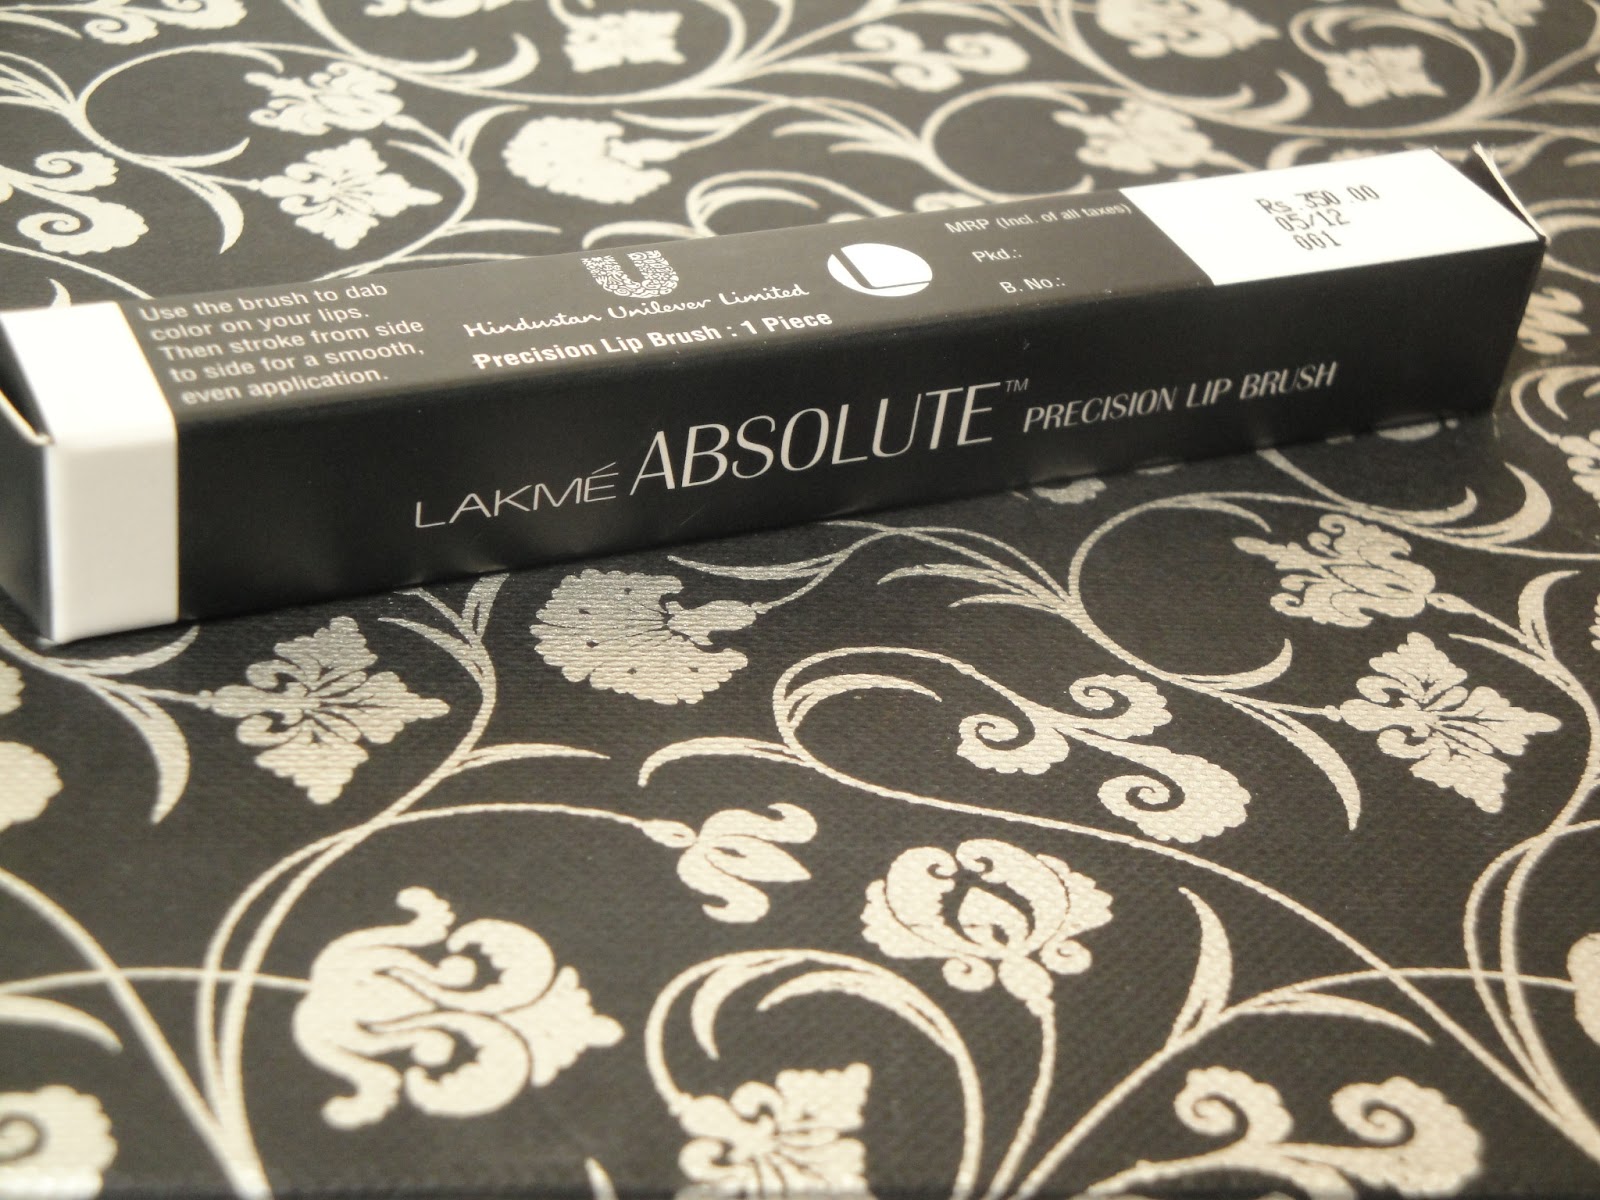 Use the brush to dab
color on your lips.
Then stroke from side
to side for a smooth,
even application.
U
Hindustan Unilever Limited
Precision Lip Brush : 1 Piece
L
MRP (Incl. of all taxes)
Pkd.:
B. No.:
Rs.350.00
05/12
001
LAKMÉ ABSOLUTE™ PRECISION LIP BRUSH